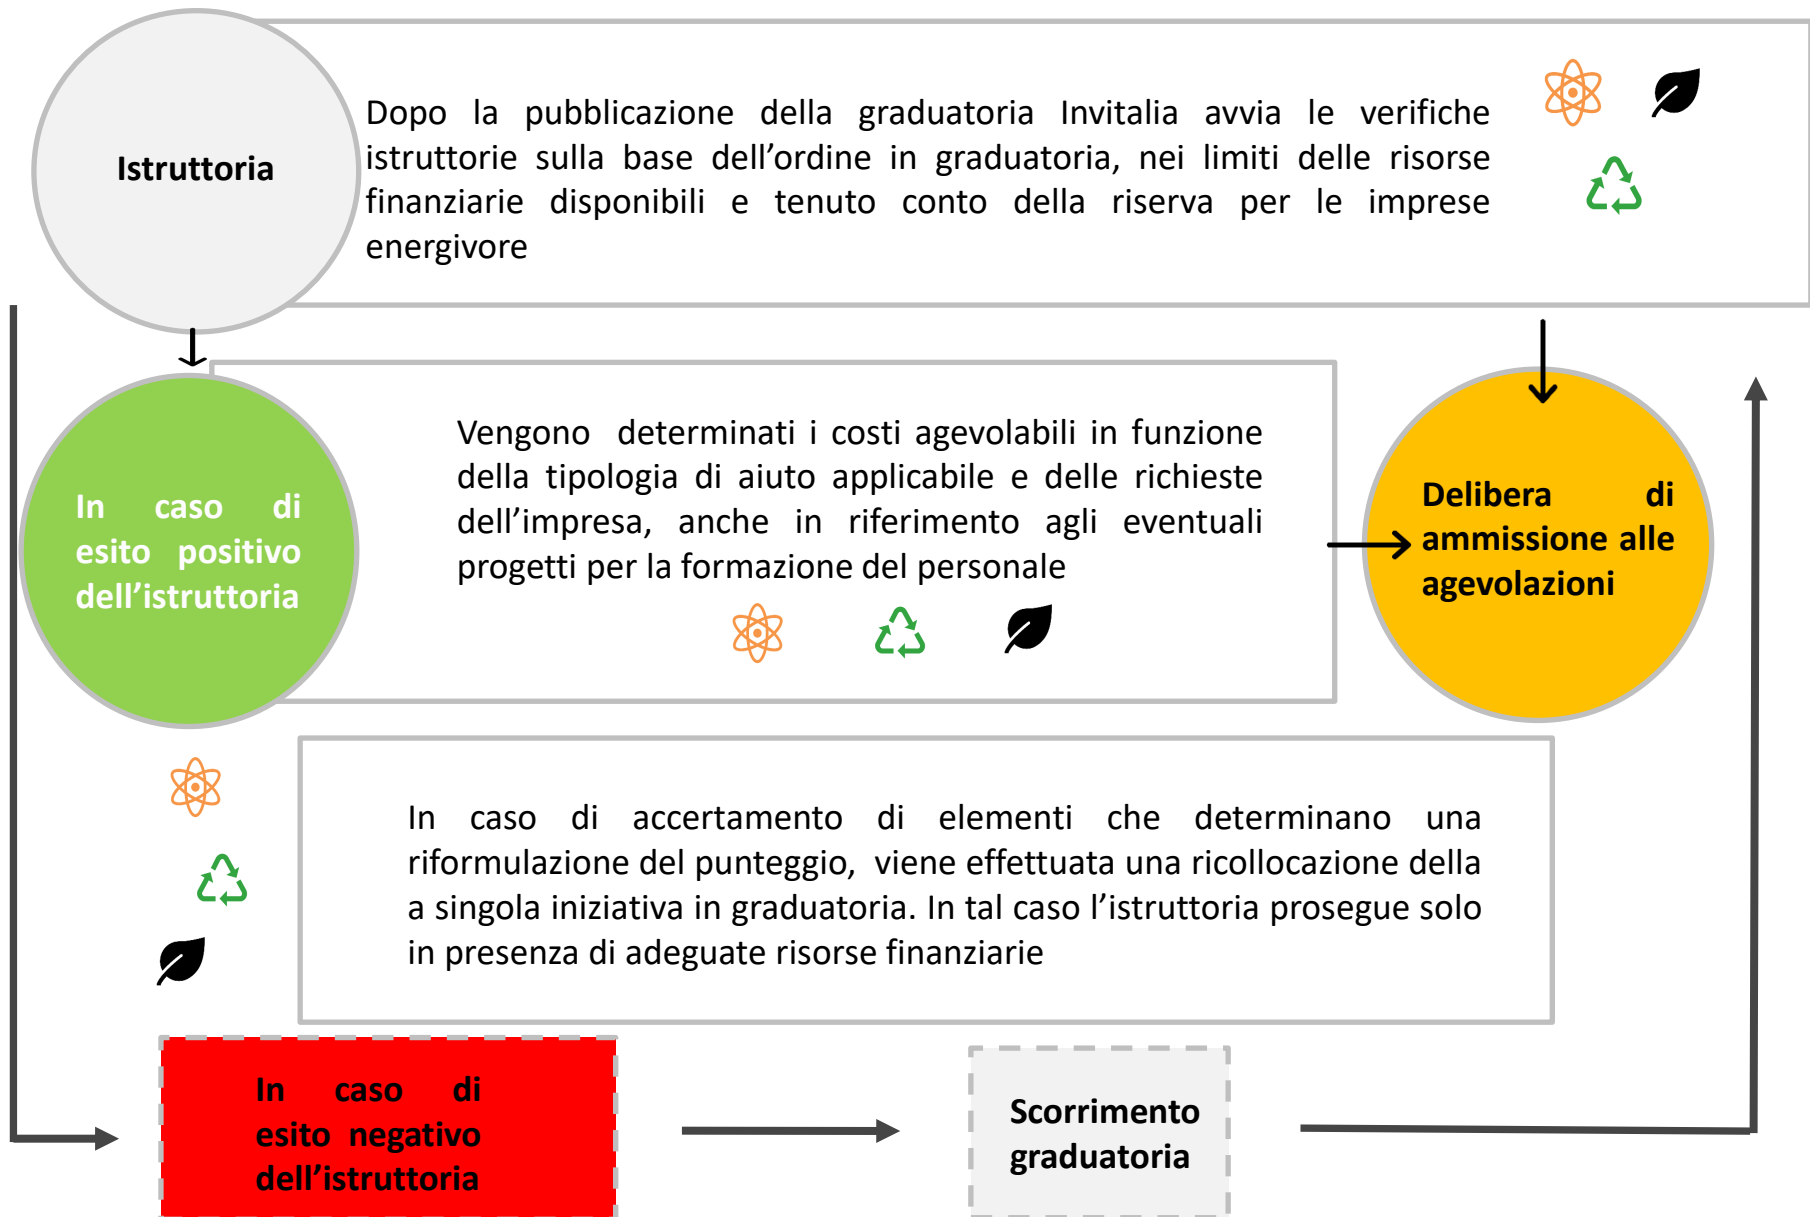 Istruttoria
Dopo la pubblicazione della graduatoria Invitalia avvia le verifiche
istruttorie sulla base dell’ordine in graduatoria, nei limiti delle risorse
finanziarie disponibili e tenuto conto della riserva per le imprese
energivore
In caso di
esito positivo
dell’istruttoria
Vengono determinati i costi agevolabili in funzione
della tipologia di aiuto applicabile e delle richieste
dell’impresa, anche in riferimento agli eventuali
progetti per la formazione del personale
Delibera di
ammissione alle
agevolazioni
In caso di accertamento di elementi che determinano una
riformulazione del punteggio, viene effettuata una ricollocazione della
a singola iniziativa in graduatoria. In tal caso l’istruttoria prosegue solo
in presenza di adeguate risorse finanziarie
In caso di
esito negativo
dell’istruttoria
Scorrimento
graduatoria